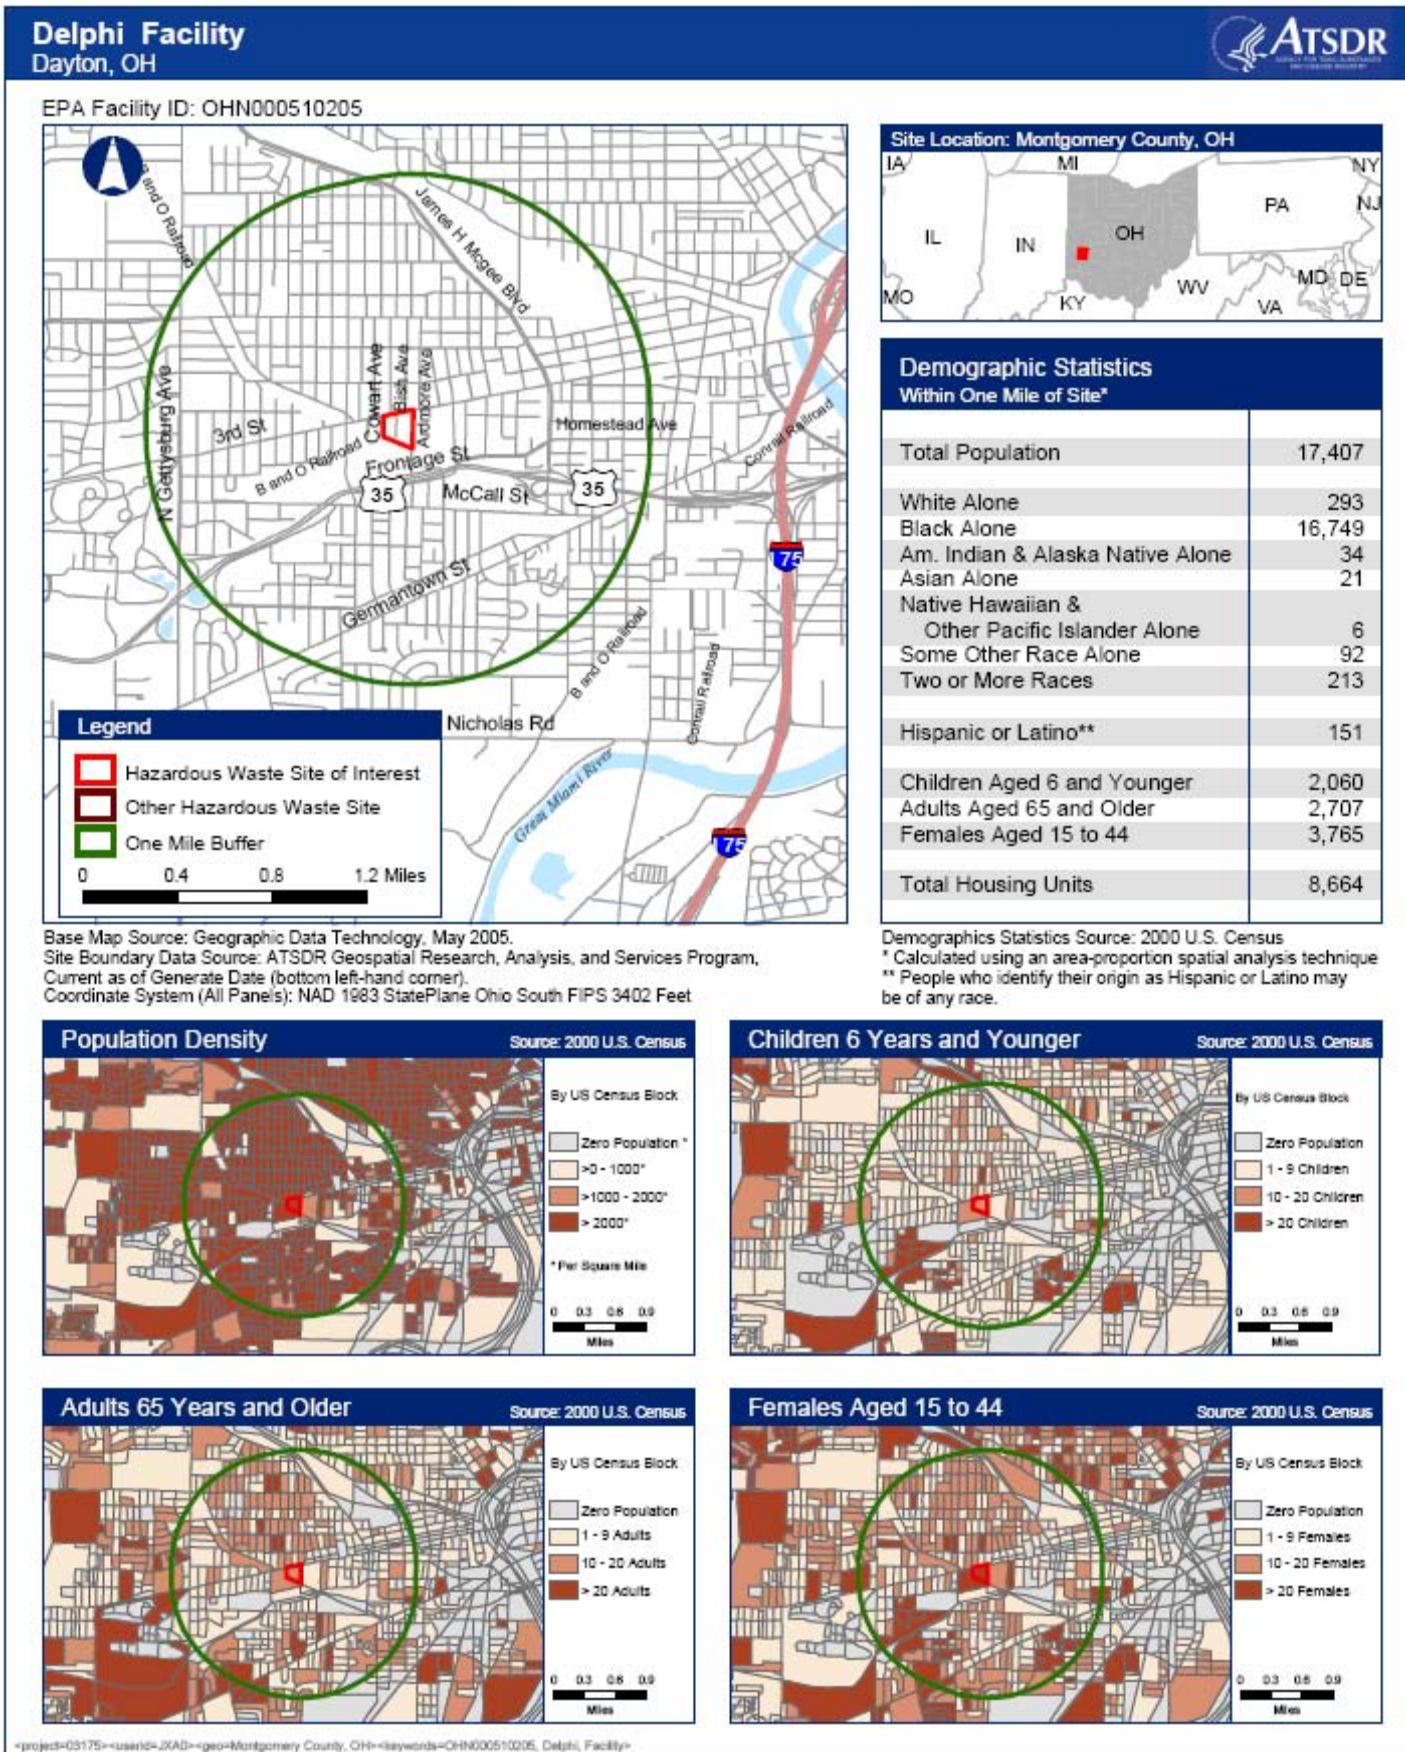 Delphi Facility
Dayton, OH
ATSDR
EPA Facility ID: OHN000510205
B and O Railroad
James H Mcgee Blvd
N Gettysburg Ave
Cowart Ave
Bish Ave
Ardmore Ave
3rd St
Homestead Ave
B and O Railroad
Frontage St
Conrail Railroad
35
McCall St
35
75
Germantown St
B and O Railroad
Conrail Railroad
Nicholas Rd
Great Miami River
75
Legend
Hazardous Waste Site of Interest
Other Hazardous Waste Site
One Mile Buffer
0 0.4 0.8 1.2 Miles
Site Location: Montgomery County, OH
IA MI NY
PA NJ
IL IN OH
MD DE
MO KY WV VA
Demographic Statistics
Within One Mile of Site*
Total Population 17,407
White Alone 293
Black Alone 16,749
Am. Indian & Alaska Native Alone 34
Asian Alone 21
Native Hawaiian &
Other Pacific Islander Alone 6
Some Other Race Alone 92
Two or More Races 213
Hispanic or Latino** 151
Children Aged 6 and Younger 2,060
Adults Aged 65 and Older 2,707
Females Aged 15 to 44 3,765
Total Housing Units 8,664
Base Map Source: Geographic Data Technology, May 2005.
Site Boundary Data Source: ATSDR Geospatial Research, Analysis, and Services Program,
Current as of Generate Date (bottom left-hand corner).
Coordinate System (All Panels): NAD 1983 StatePlane Ohio South FIPS 3402 Feet
Demographics Statistics Source: 2000 U.S. Census
* Calculated using an area-proportion spatial analysis technique
** People who identify their origin as Hispanic or Latino may
be of any race.
Population Density Source: 2000 U.S. Census
By US Census Block
Zero Population *
>0 - 1000*
>1000 - 2000*
> 2000*
* Per Square Mile
0 0.3 0.6 0.9
Miles
Children 6 Years and Younger Source: 2000 U.S. Census
By US Census Block
Zero Population
1 - 9 Children
10 - 20 Children
> 20 Children
0 0.3 0.6 0.9
Miles
Adults 65 Years and Older Source: 2000 U.S. Census
By US Census Block
Zero Population
1 - 9 Adults
10 - 20 Adults
> 20 Adults
0 0.3 0.6 0.9
Miles
Females Aged 15 to 44 Source: 2000 U.S. Census
By US Census Block
Zero Population
1 - 9 Females
10 - 20 Females
> 20 Females
0 0.3 0.6 0.9
Miles
<project=03175><userid=JXA0><geo=Montgomery County, OH><keywords=OHN000510205, Delphi, Facility>